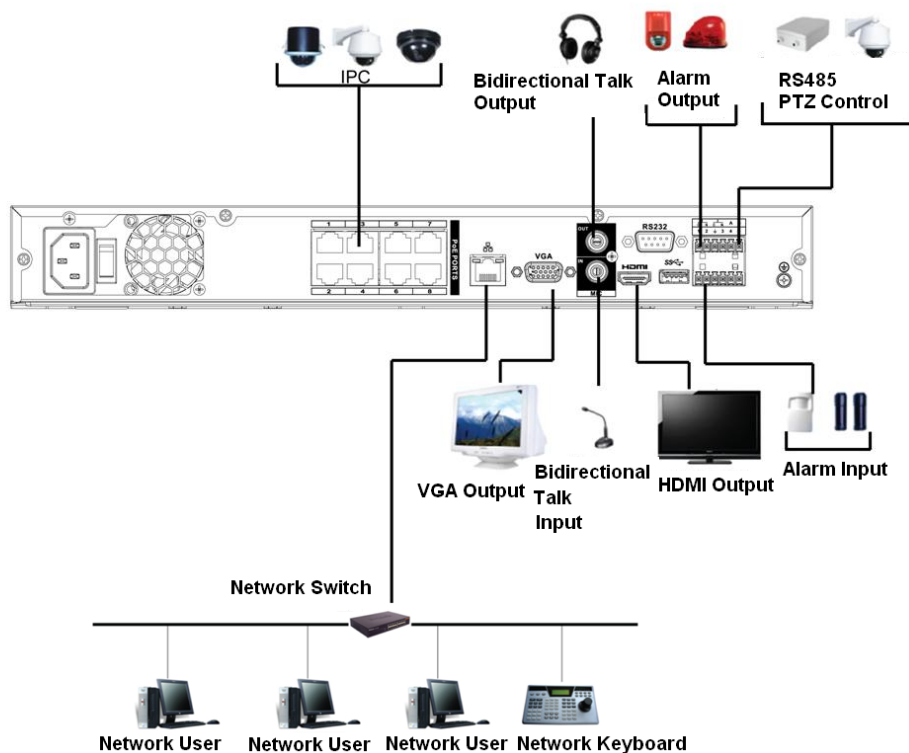 IPC
Bidirectional Talk
Output
Alarm
Output
RS485
PTZ Control
1 3 5 7
2 4 6 8
PoE PORTS
VGA
OUT
IN
MIC
RS232
HDMI
SS
A
VGA Output
Bidirectional
Talk
Input
HDMI Output
Alarm Input
Network Switch
Network User
Network User
Network User
Network Keyboard